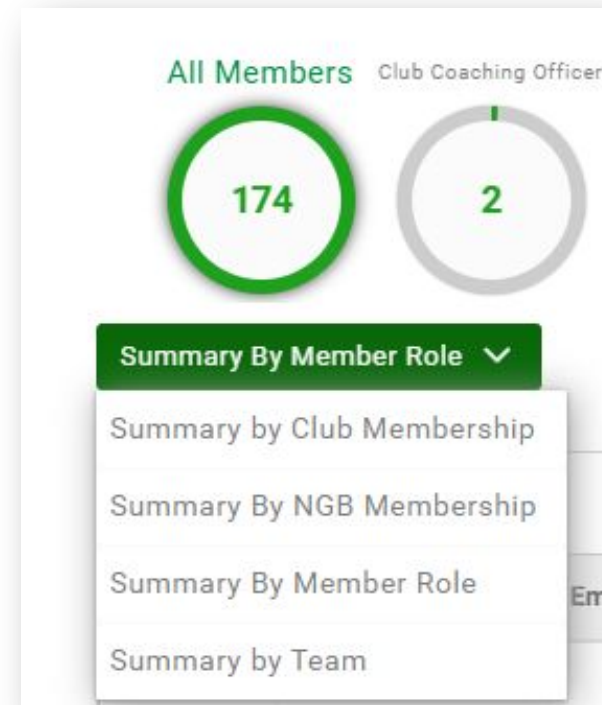 All Members Club Coaching Officer
174 2
Summary By Member Role
Summary by Club Membership
Summary By NGB Membership
Summary By Member Role
Em
Summary by Team